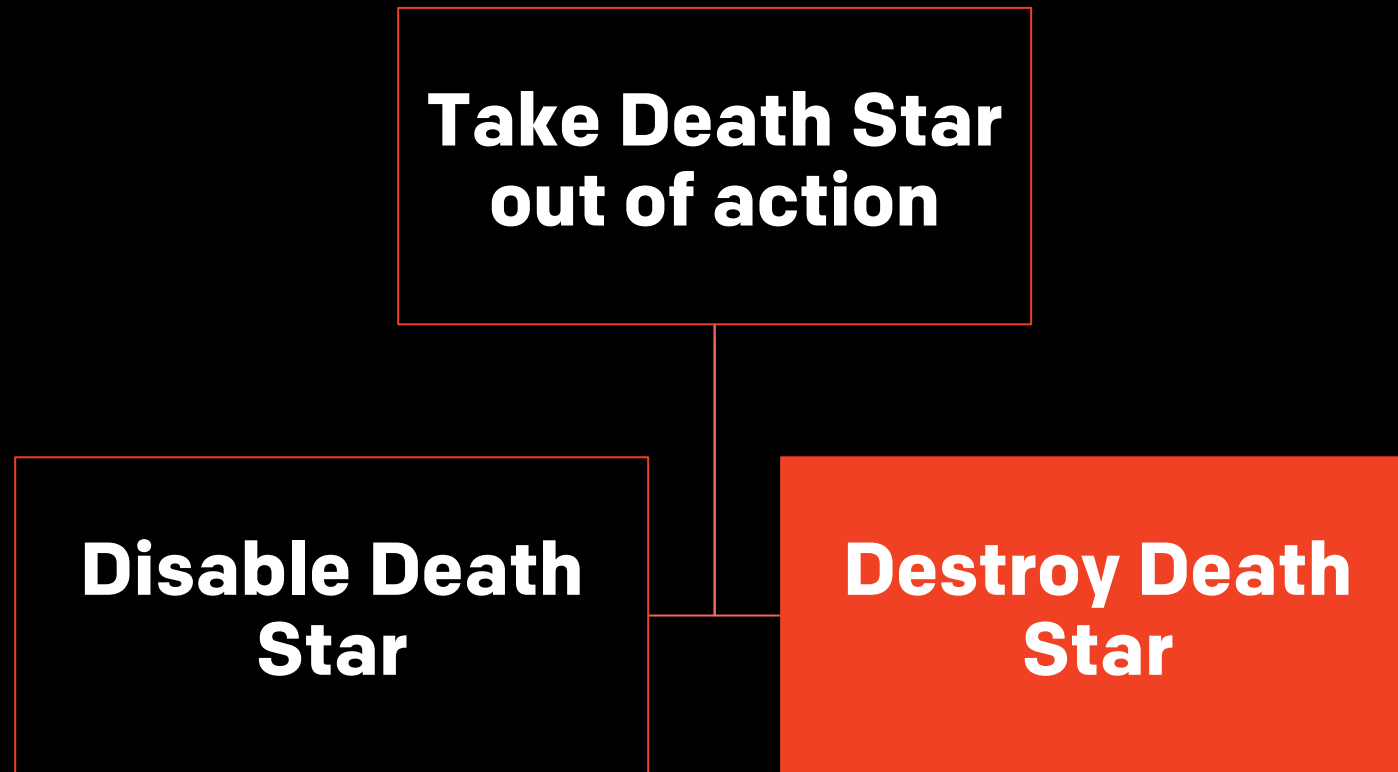 Take Death Star
out of action
Disable Death
Star
Destroy Death
Star